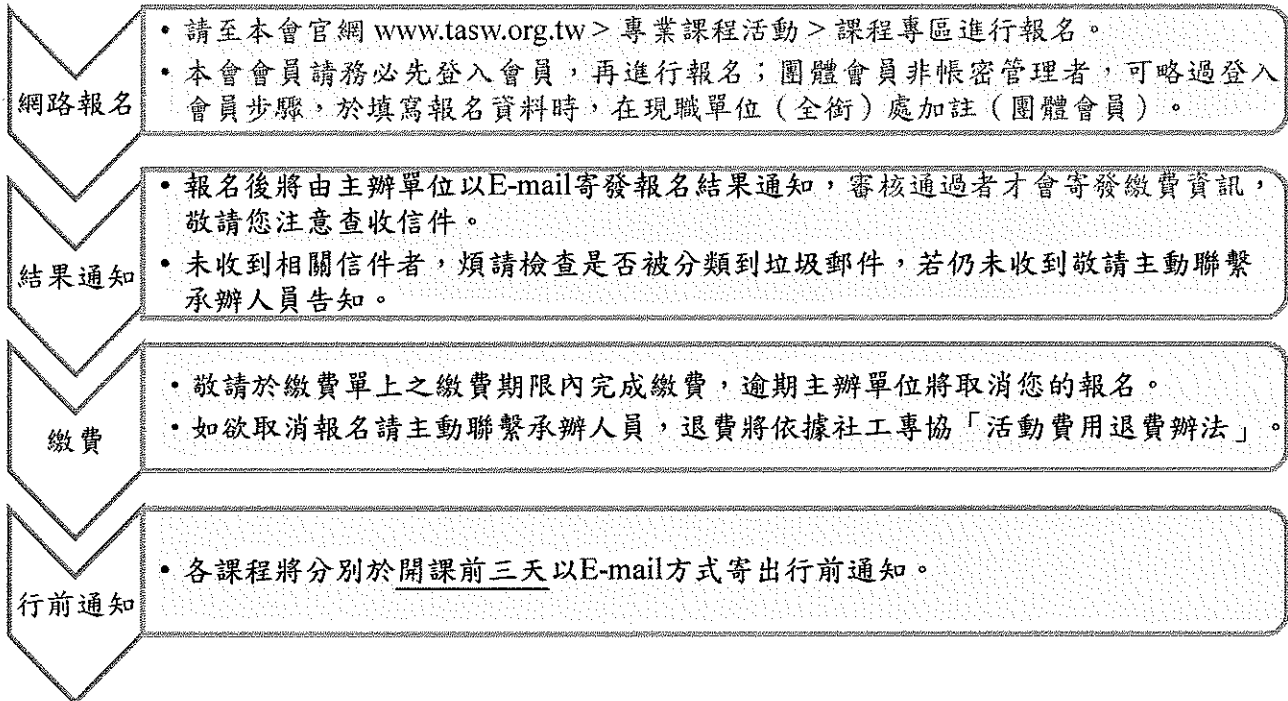 網路報名
• 請至本會官網 www.tasw.org.tw > 專業課程活動 > 課程專區進行報名。
• 本會會員請務必先登入會員，再進行報名；團體會員非帳密管理者，可略過登入
會員步驟，於填寫報名資料時，在現職單位（全銜）處加註（團體會員）。
結果通知
• 報名後將由主辦單位以E-mail寄發報名結果通知，審核通過者才會寄發繳費資訊，
敬請您注意查收信件。
• 未收到相關信件者，煩請檢查是否被分類到垃圾郵件，若仍未收到敬請主動聯繫
承辦人員告知。
繳費
• 敬請於繳費單上之繳費期限內完成繳費，逾期主辦單位將取消您的報名。
• 如欲取消報名請主動聯繫承辦人員，退費將依據社工專協「活動費用退費辦法」。
行前通知
• 各課程將分別於開課前三天以E-mail方式寄出行前通知。